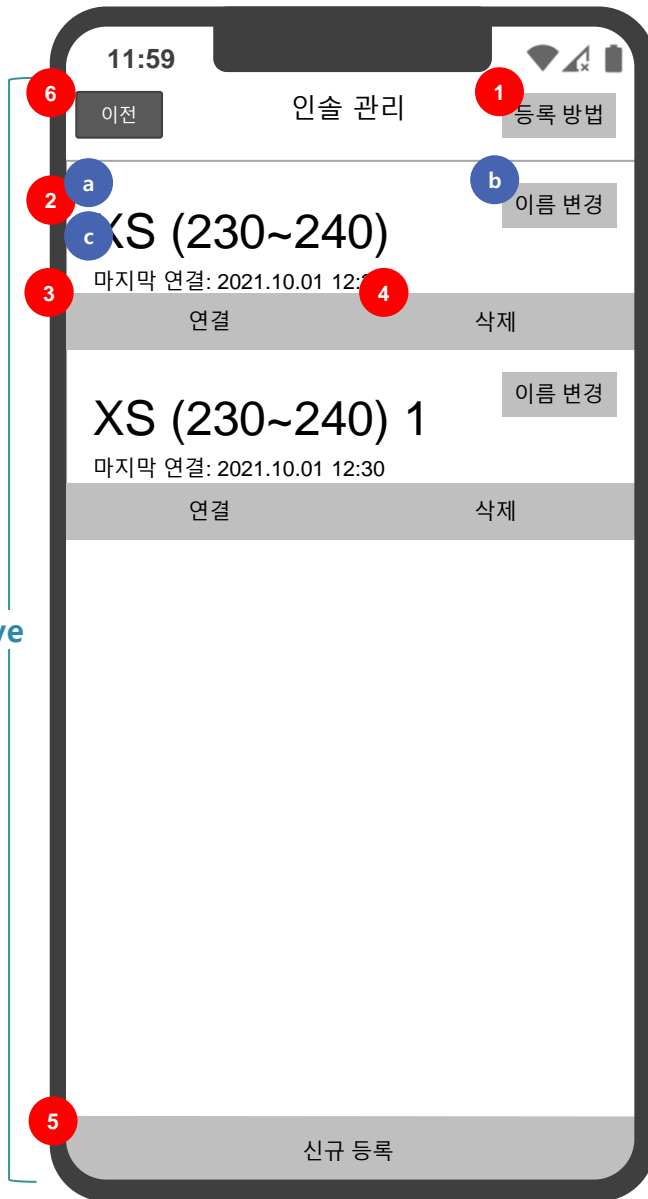 11:59
6
이전
인솔 관리
1
등록 방법
2
a
b
이름 변경
c
XS (230~240)
마지막 연결: 2021.10.01
3
4
연결
삭제
이름 변경
XS (230~240) 1
마지막 연결: 2021.10.01 12:30
연결
삭제
5
신규 등록